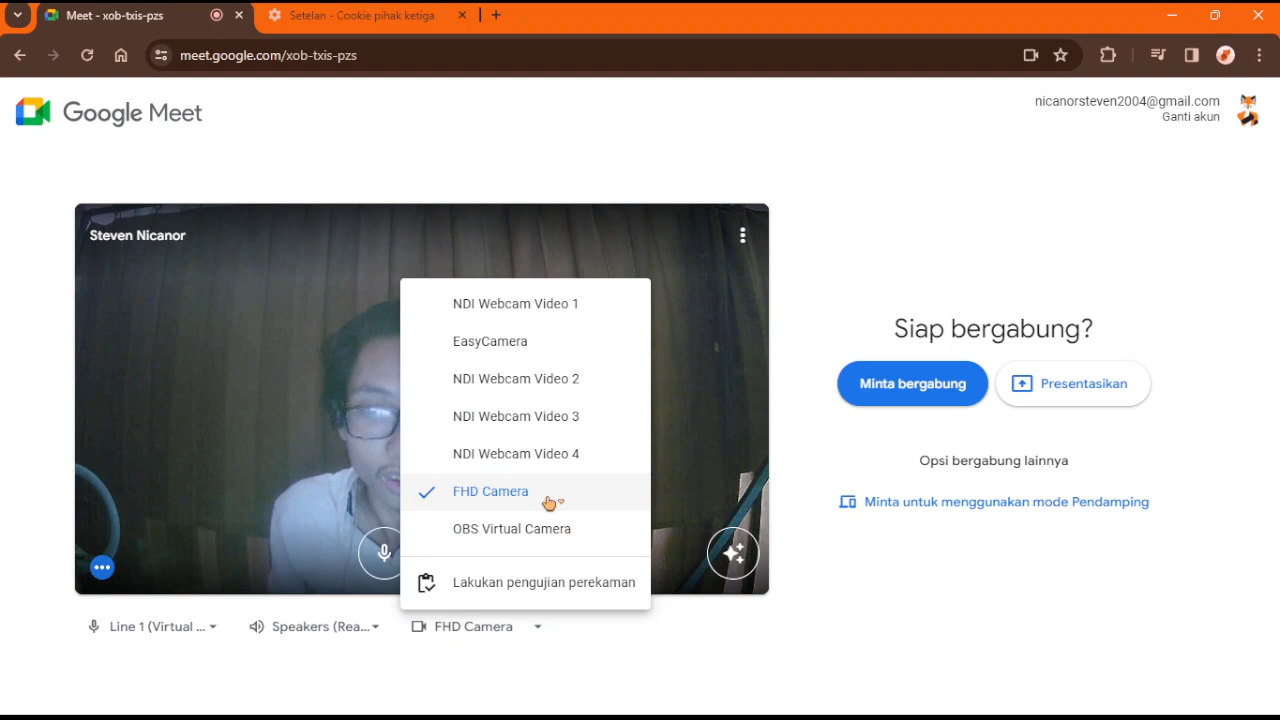 Meet - xob-txis-pzs
Setelan - Cookie pihak ketiga
meet.google.com/xob-txis-pzs
Google Meet
nicanorsteven2004@gmail.com
Ganti akun
Steven Nicanor
NDI Webcam Video 1
EasyCamera
NDI Webcam Video 2
NDI Webcam Video 3
NDI Webcam Video 4
FHD Camera
OBS Virtual Camera
Lakukan pengujian perekaman
Line 1 (Virtual ...
Speakers (Rea...
FHD Camera
Siap bergabung?
Minta bergabung
Presentasikan
Opsi bergabung lainnya
Minta untuk menggunakan mode Pendamping